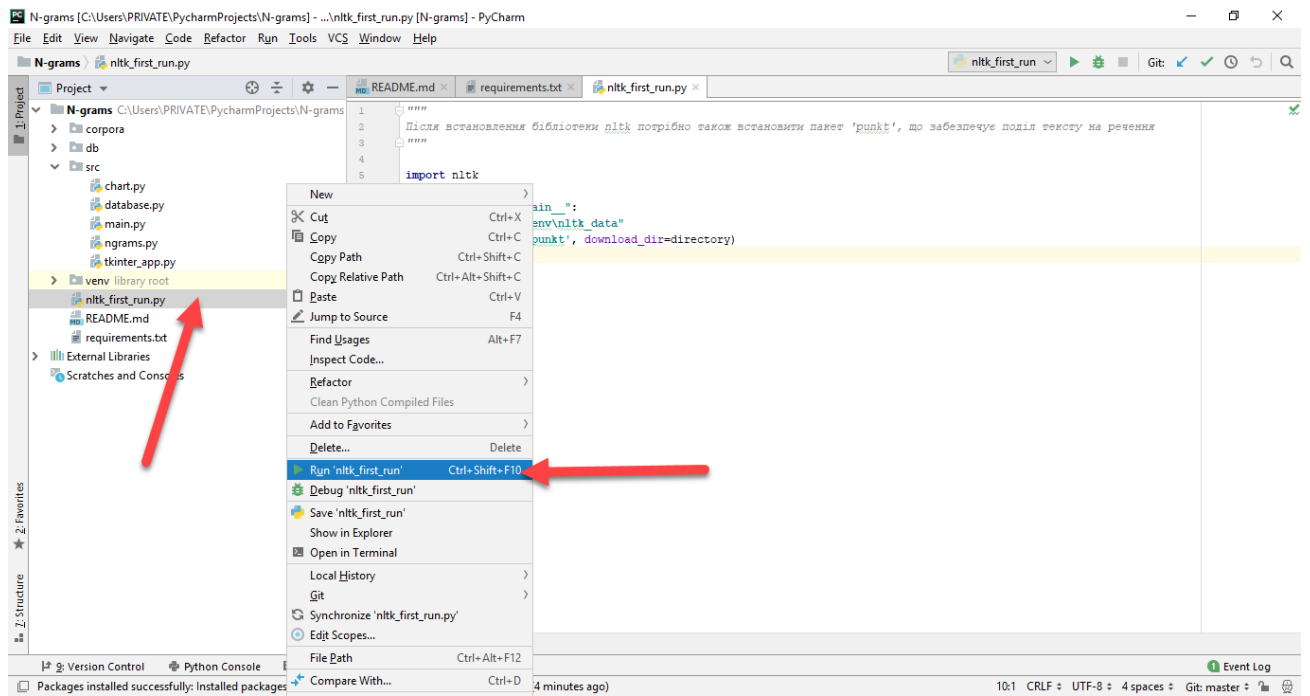 N-grams [C:\Users\PRIVATE\PycharmProjects\N-grams] - ...\nltk_first_run.py [N-grams] - PyCharm
File Edit View Navigate Code Refactor Run Tools VCS Window Help
N-grams nltk_first_run.py nltk_first_run Git:
Project README.md requirements.txt nltk_first_run.py
1: Project
N-grams C:\Users\PRIVATE\PycharmProjects\N-grams
corpora
db
src
chart.py
database.py
main.py
ngrams.py
tkinter_app.py
venv library root
nltk_first_run.py
README.md
requirements.txt
External Libraries
Scratches and
2: Favorites
7: Structure
1 """
2 Після встановлення бібліотеки nltk потрібно також встановити пакет 'punkt', що забезпечує поділ тексту на речення
3 """
4
5 import nltk
ain__":
env\nltk_data"
punkt', download_dir=directory)
New
Cut Ctrl+X
Copy Ctrl+C
Copy Path Ctrl+Shift+C
Copy Relative Path Ctrl+Alt+Shift+C
Paste Ctrl+V
Jump to Source F4
Find Usages Alt+F7
Inspect Code...
Refactor
Clean Python Compiled Files
Add to Favorites
Delete... Delete
Run 'nltk_first_run' Ctrl+Shift+F10
Debug 'nltk_first_run'
Save 'nltk_first_run'
Show in Explorer
Open in Terminal
Local History
Git
Synchronize 'nltk_first_run.py'
Edit Scopes...
File Path Ctrl+Alt+F12
Compare With... Ctrl+D
9: Version Control Python Console 1 Event Log
Packages installed successfully: Installed packages 4 minutes ago) 10:1 CRLF UTF-8 4 spaces Git: master